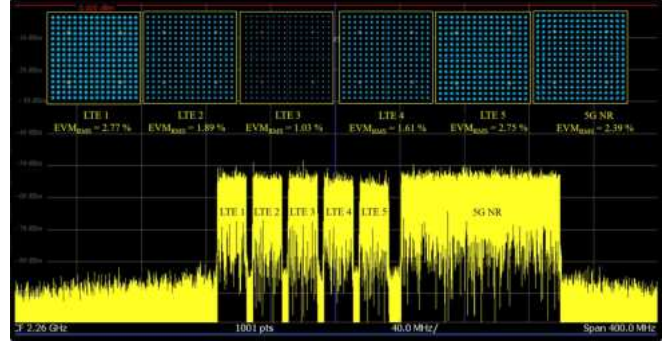 LTE 1 LTE 2 LTE 3 LTE 4 LTE 5 5G NR
EVMRMS = 2.77 % EVMRMS = 1.89 % EVMRMS = 1.03 % EVMRMS = 1.61 % EVMRMS = 2.75 % EVMRMS = 2.39 %
LTE 1 LTE 2 LTE 3 LTE 4 LTE 5 5G NR
CF 2.26 GHz 1001 pts 40.0 MHz/ Span 400.0 MHz